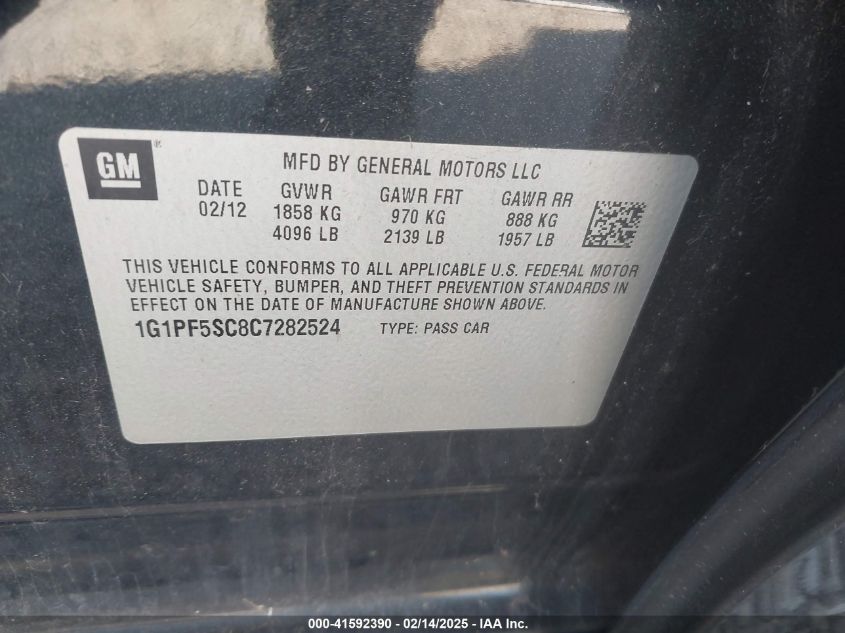 GM®
MFD BY GENERAL MOTORS LLC
DATE GVWR GAWR FRT GAWR RR
02/12 1858 KG 970 KG 888 KG
4096 LB 2139 LB 1957 LB
THIS VEHICLE CONFORMS TO ALL APPLICABLE U.S. FEDERAL MOTOR
VEHICLE SAFETY, BUMPER, AND THEFT PREVENTION STANDARDS IN
EFFECT ON THE DATE OF MANUFACTURE SHOWN ABOVE.
1G1PF5SC8C7282524 TYPE: PASS CAR
000-41592390 - 02/14/2025 - IAA Inc.